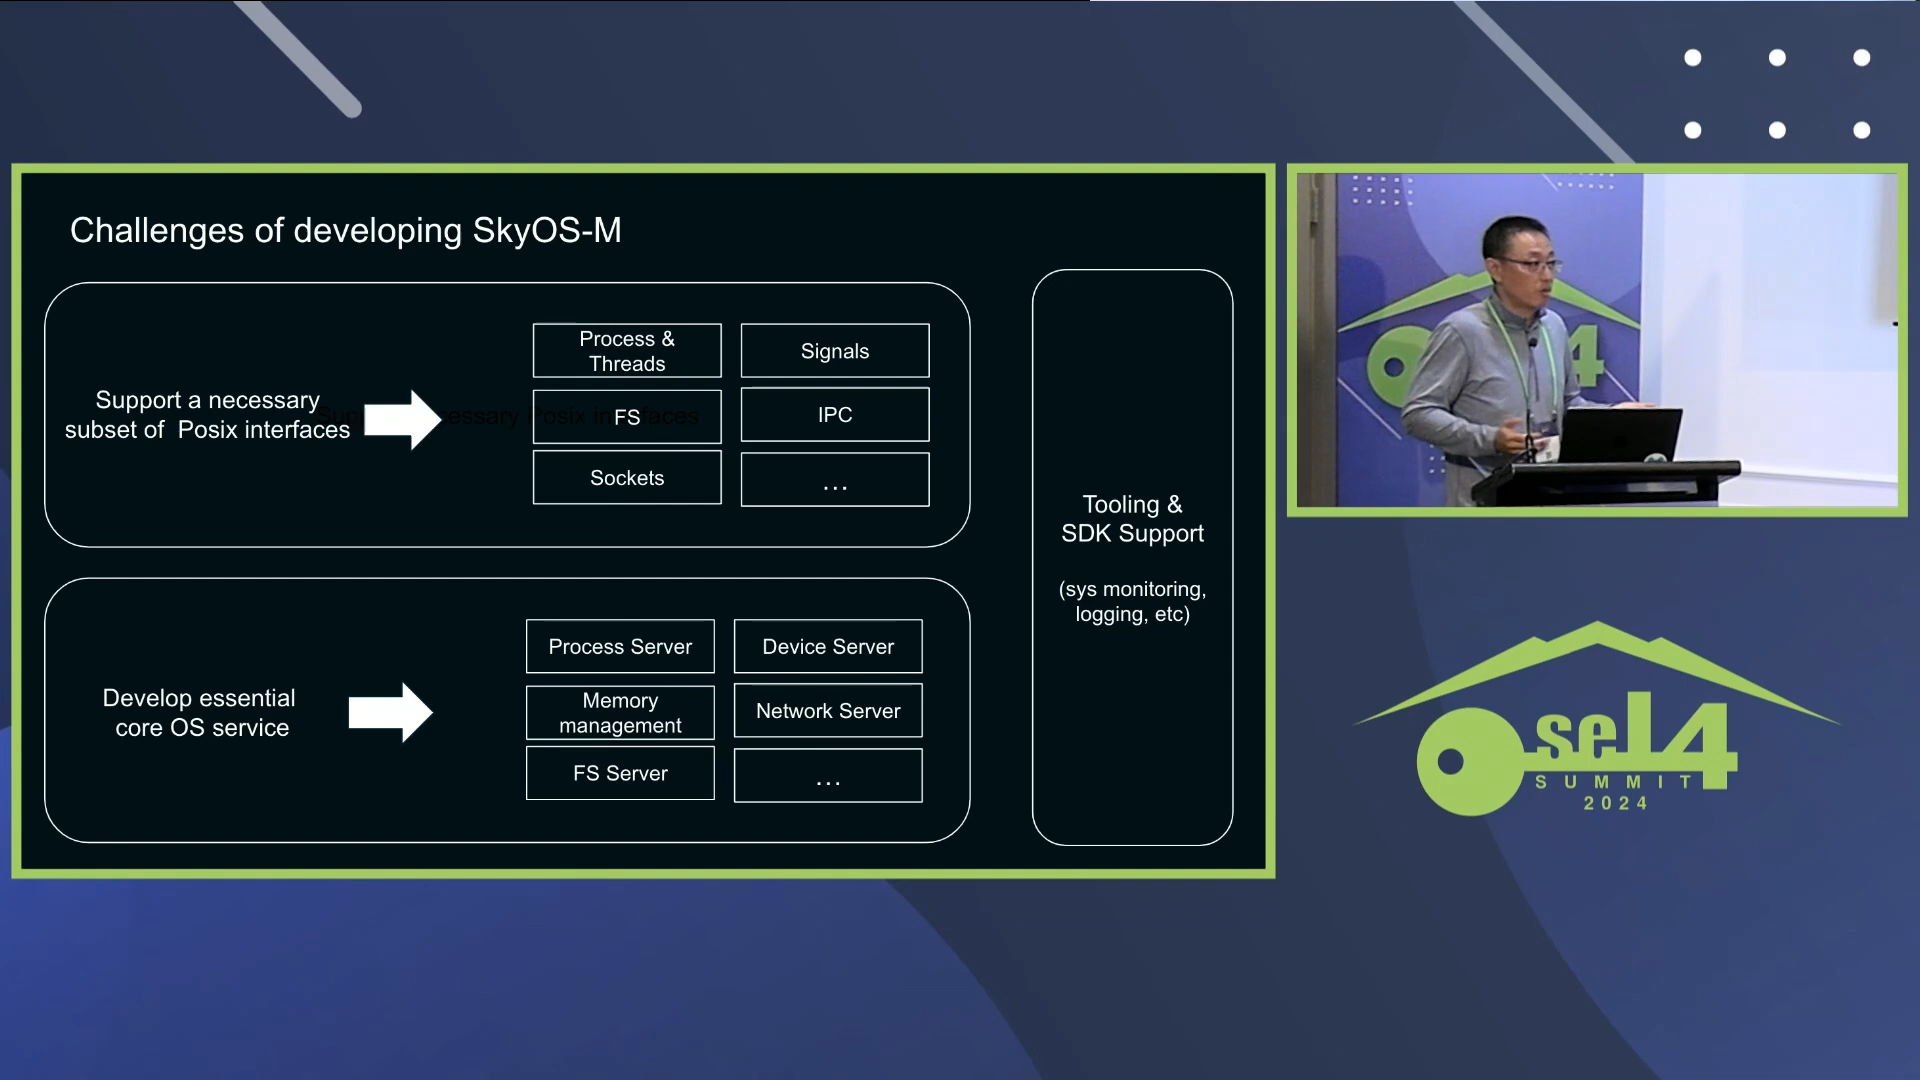 Challenges of developing SkyOS-M
Support a necessary
subset of Posix interfaces
Process &
Threads
Signals
FS
IPC
Sockets
...
Develop essential
core OS service
Process Server
Device Server
Memory
management
Network Server
FS Server
...
Tooling &
SDK Support
(sys monitoring,
logging, etc)
4
seL4
SUMMIT
2024